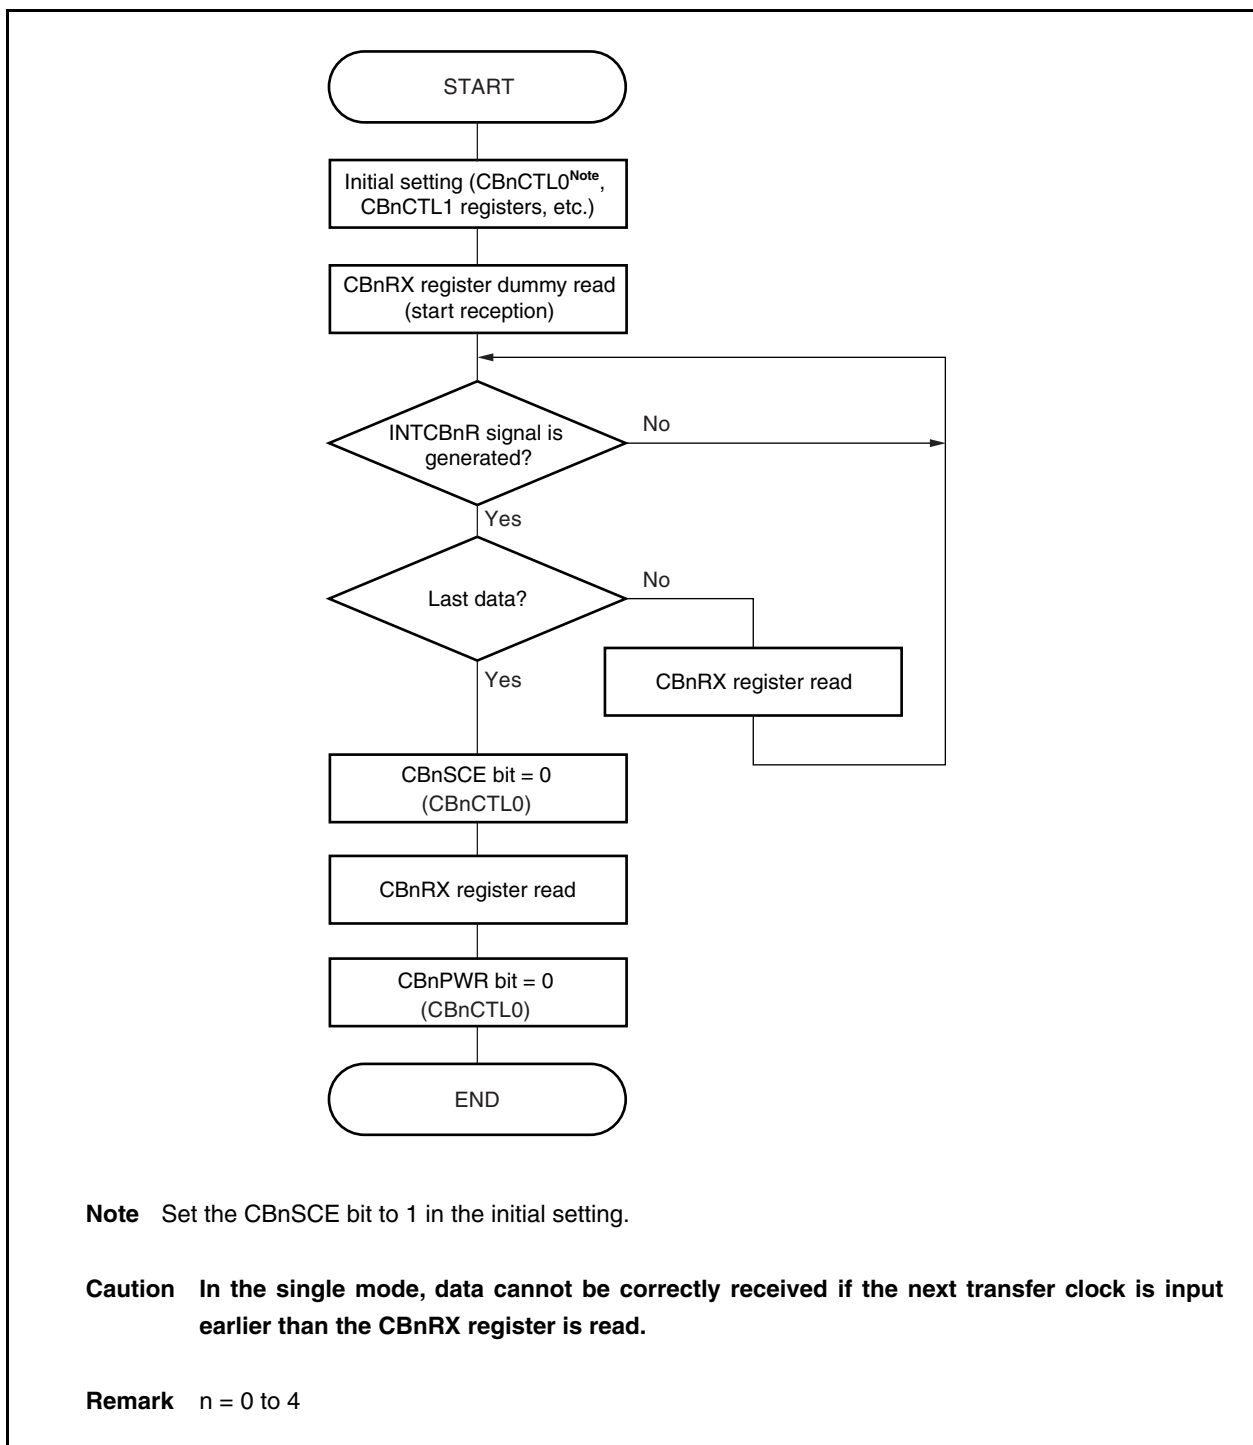 START
Initial setting (CBnCTL0Note,
CBnCTL1 registers, etc.)
CBnRX register dummy read
(start reception)
INTCBnR signal is
generated?
No
Yes
Last data?
No
Yes
CBnRX register read
CBnSCE bit = 0
(CBnCTL0)
CBnRX register read
CBnPWR bit = 0
(CBnCTL0)
END
Note Set the CBnSCE bit to 1 in the initial setting.
Caution In the single mode, data cannot be correctly received if the next transfer clock is input
earlier than the CBnRX register is read.
Remark n = 0 to 4